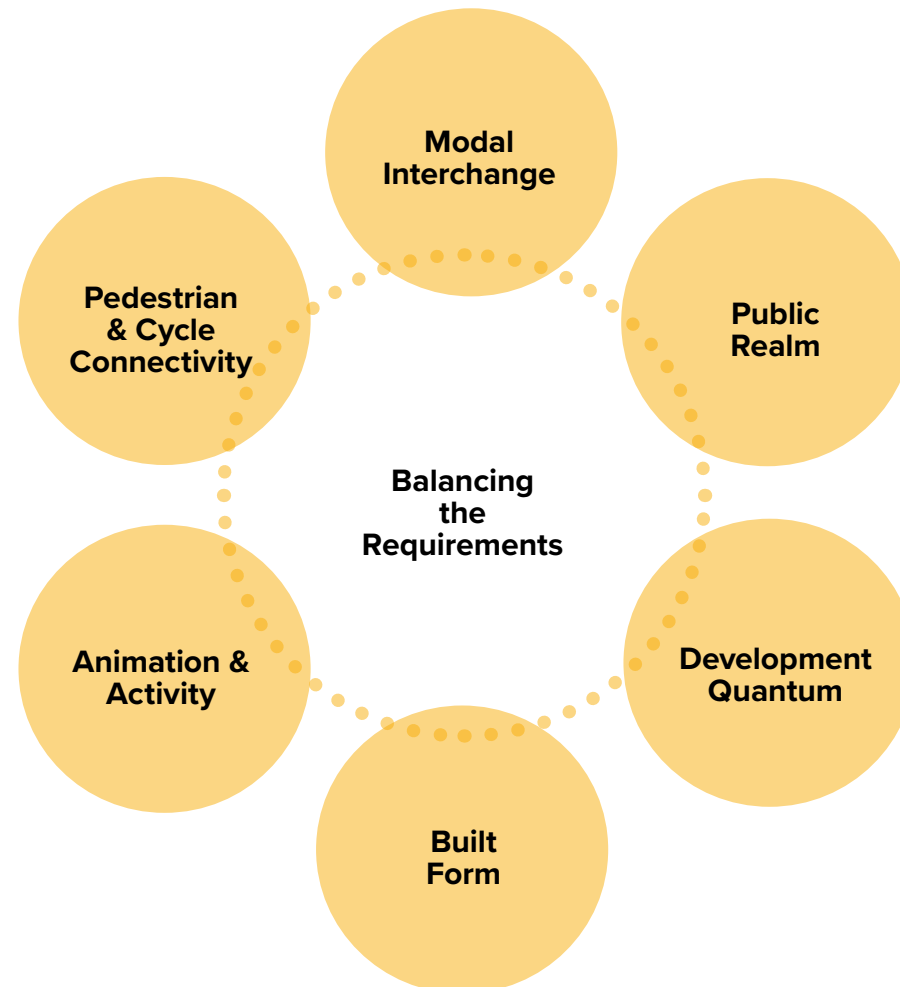 Modal
Interchange
Pedestrian
& Cycle
Connectivity
Public
Realm
Balancing
the
Requirements
Animation &
Activity
Development
Quantum
Built
Form